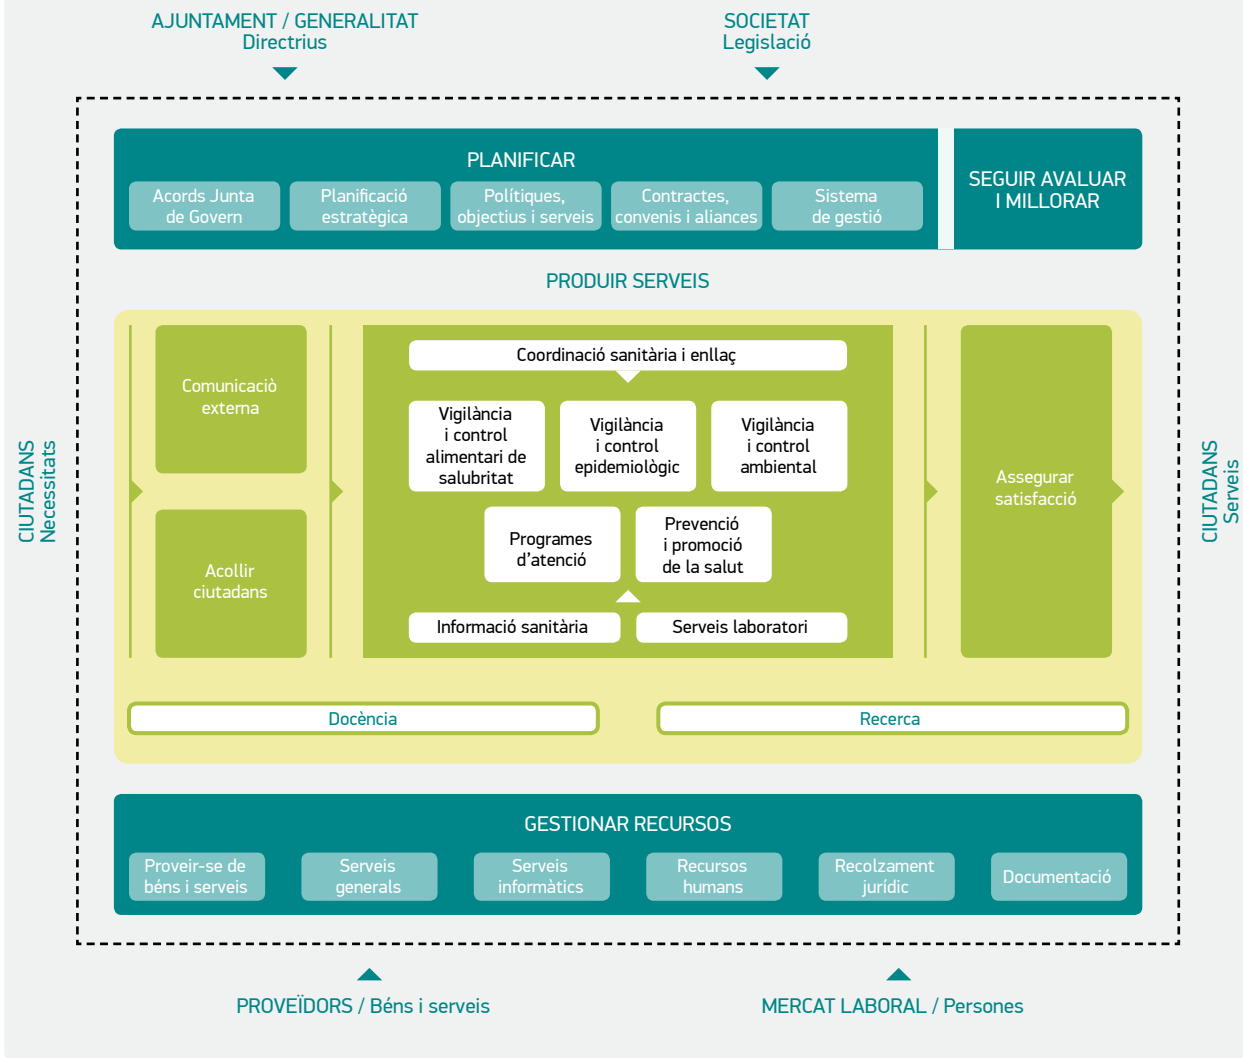 AJUNTAMENT / GENERALITAT
Directrius
SOCIETAT
Legislació
PLANIFICAR
Acords Junta
de Govern
Planificació
estratègica
Polítiques,
objectius i serveis
Contractes,
convenis i aliances
Sistema
de gestió
SEGUIR AVALUAR
I MILLORAR
PRODUIR SERVEIS
CIUTADANS
Necessitats
Comunicaciò
externa
Acollir
ciutadans
Coordinació sanitària i enllaç
Vigilància
i control
alimentari de
salubritat
Vigilància
i control
epidemiològic
Vigilància
i control
ambiental
Programes
d’atenció
Prevenció
i promoció
de la salut
Informació sanitària
Serveis laboratori
Assegurar
satisfacció
CIUTADANS
Serveis
Docència
Recerca
GESTIONAR RECURSOS
Proveir-se de
béns i serveis
Serveis
generals
Serveis
informàtics
Recursos
humans
Recolzament
jurídic
Documentació
PROVEÏDORS / Béns i serveis
MERCAT LABORAL / Persones